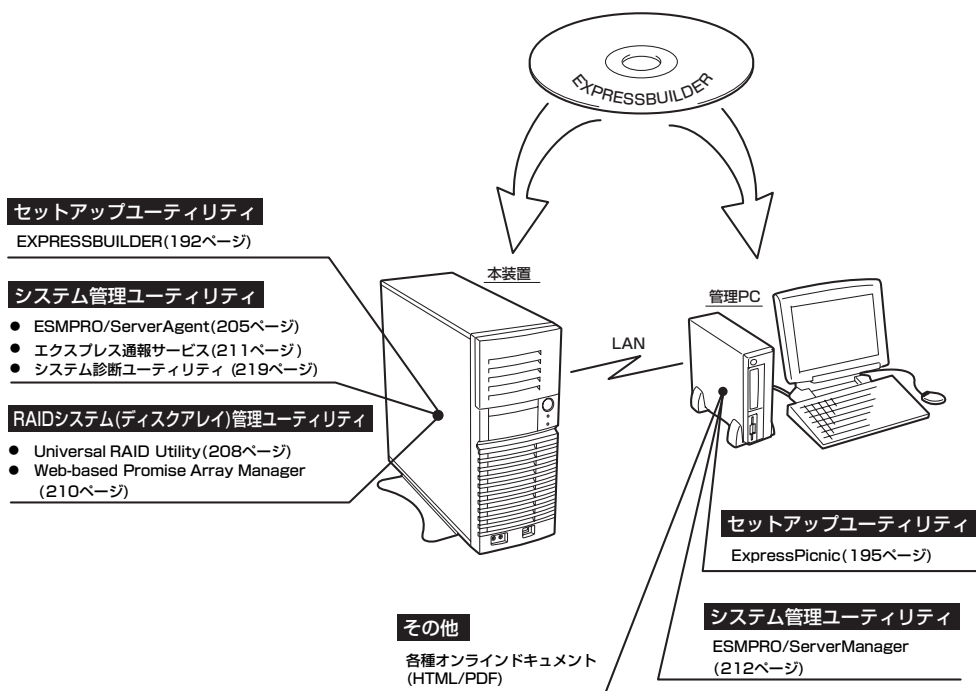 EXPRESSBUILDER
セットアップユーティリティ
EXPRESSBUILDER(192ページ)
システム管理ユーティリティ
● ESMPRO/ServerAgent(205ページ)
● エクスプレス通報サービス(211ページ)
● システム診断ユーティリティ (219ページ)
RAIDシステム(ディスクアレイ)管理ユーティリティ
● Universal RAID Utility(208ページ)
● Web-based Promise Array Manager
(210ページ)
本装置
LAN
管理PC
セットアップユーティリティ
ExpressPicnic(195ページ)
システム管理ユーティリティ
ESMPRO/ServerManager
(212ページ)
その他
各種オンラインドキュメント
(HTML/PDF)